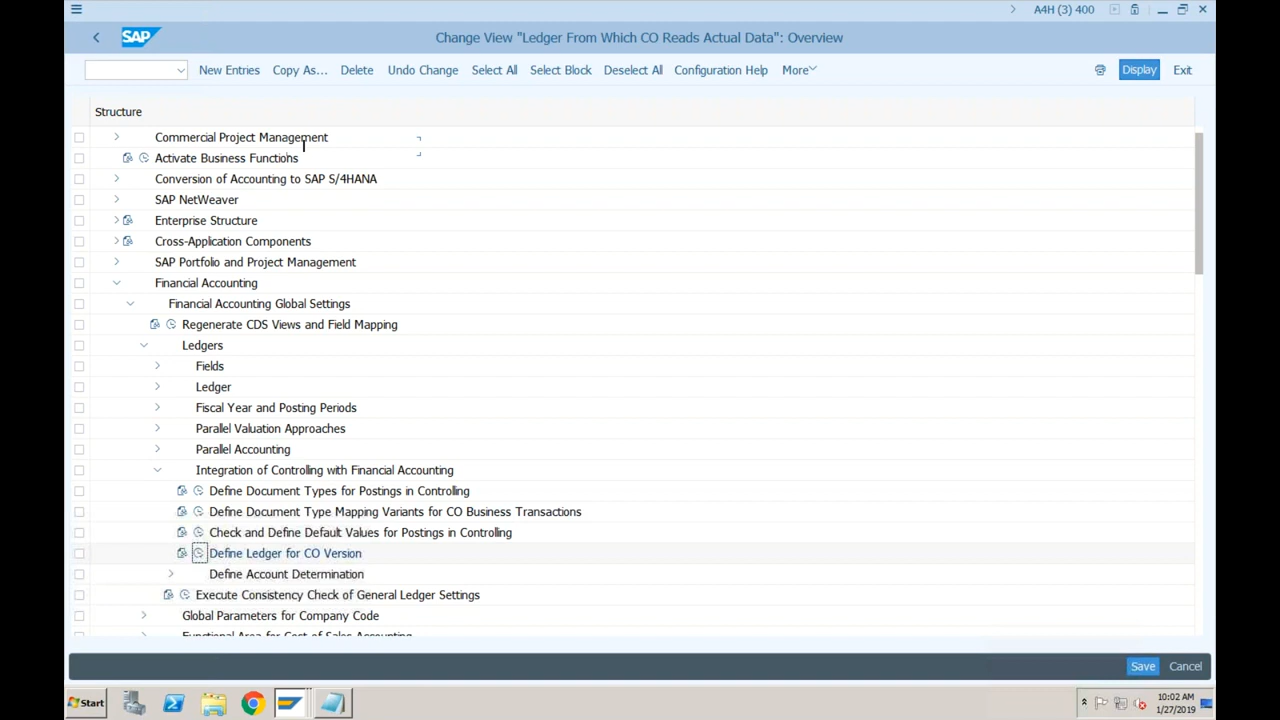 A4H (3) 400
SAP
Change View "Ledger From Which CO Reads Actual Data": Overview
New Entries Copy As... Delete Undo Change Select All Select Block Deselect All Configuration Help More Display Exit
Structure
Commercial Project Management
Activate Business Functions
Conversion of Accounting to SAP S/4HANA
SAP NetWeaver
Enterprise Structure
Cross-Application Components
SAP Portfolio and Project Management
Financial Accounting
Financial Accounting Global Settings
Regenerate CDS Views and Field Mapping
Ledgers
Fields
Ledger
Fiscal Year and Posting Periods
Parallel Valuation Approaches
Parallel Accounting
Integration of Controlling with Financial Accounting
Define Document Types for Postings in Controlling
Define Document Type Mapping Variants for CO Business Transactions
Check and Define Default Values for Postings in Controlling
Define Ledger for CO Version
Define Account Determination
Execute Consistency Check of General Ledger Settings
Global Parameters for Company Code
Functional Area for Cost of Sales Accounting
Save Cancel
Start
10:02 AM
1/27/2019